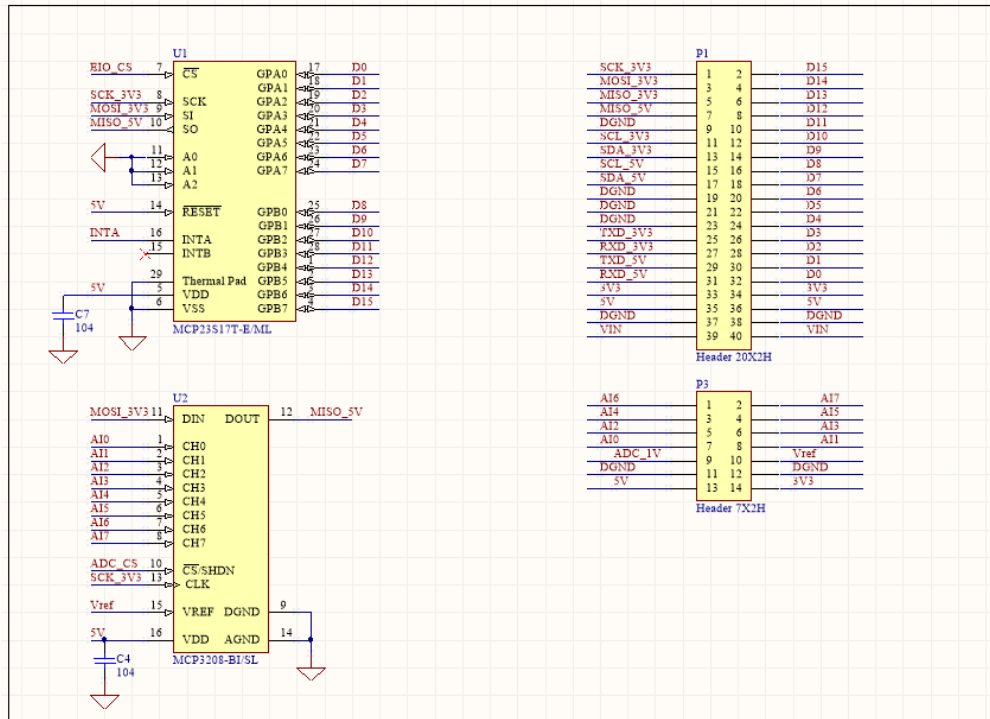 U1
EIO_CS 7 CS GPA0 17 D0
GPA1 18 D1
SCK_3V3 8 SCK GPA2 19 D2
MOSI_3V3 9 SI GPA3 20 D3
MISO_5V 10 SO GPA4 21 D4
GPA5 22 D5
11 A0 GPA6 23 D6
12 A1 GPA7 24 D7
13 A2
5V 14 RESET GPB0 25 D8
GPB1 26 D9
INTA 16 INTA GPB2 27 D10
15 INTB GPB3 28 D11
GPB4 1 D12
29 Thermal Pad GPB5 D13
5V 5 VDD GPB6 D14
6 VSS GPB7 D15
C7
104
MCP23S17T-E/ML
P1
SCK_3V3 1 2 D15
MOSI_3V3 3 4 D14
MISO_3V3 5 6 D13
MISO_5V 7 8 D12
DGND 9 10 D11
SCL_3V3 11 12 D10
SDA_3V3 13 14 D9
SCL_5V 15 16 D8
SDA_5V 17 18 D7
DGND 19 20 D6
DGND 21 22 D5
DGND 23 24 D4
TXD_3V3 25 26 D3
RXD_3V3 27 28 D2
TXD_5V 29 30 D1
RXD_5V 31 32 D0
3V3 33 34 3V3
5V 35 36 5V
DGND 37 38 DGND
VIN 39 40 VIN
Header 20X2H
U2
MOSI_3V3 11 DIN DOUT 12 MISO_5V
AI0 1 CH0
AI1 2 CH1
AI2 3 CH2
AI3 4 CH3
AI4 5 CH4
AI5 6 CH5
AI6 7 CH6
AI7 8 CH7
ADC_CS 10 CS/SHDN
SCK_3V3 13 CLK
Vref 15 VREF DGND 9
5V 16 VDD AGND 14
C4
104
MCP3208-BI/SL
P3
AI6 1 2 AI7
AI4 3 4 AI5
AI2 5 6 AI3
AI0 7 8 AI1
ADC_1V 9 10 Vref
DGND 11 12 DGND
5V 13 14 3V3
Header 7X2H